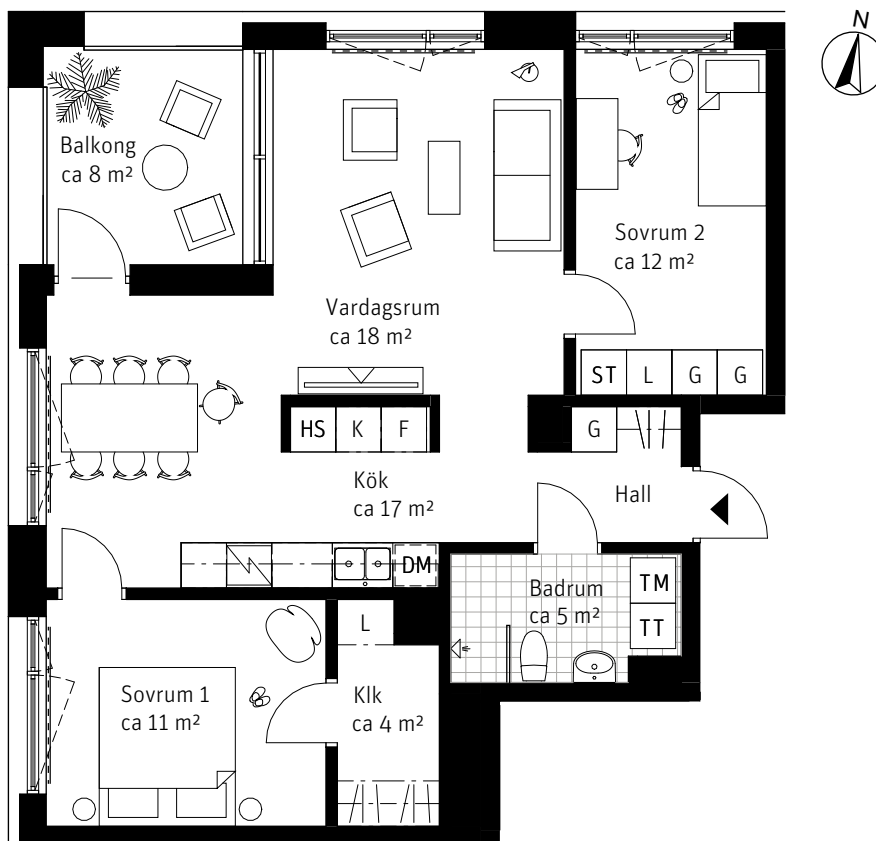 N
Balkong
ca 8 m²
Sovrum 2
ca 12 m²
Vardagsrum
ca 18 m²
ST L G G
HS K F
G
Kök
ca 17 m²
Hall
DM
Badrum
ca 5 m²
TM
TT
L
Sovrum 1
ca 11 m²
Klk
ca 4 m²